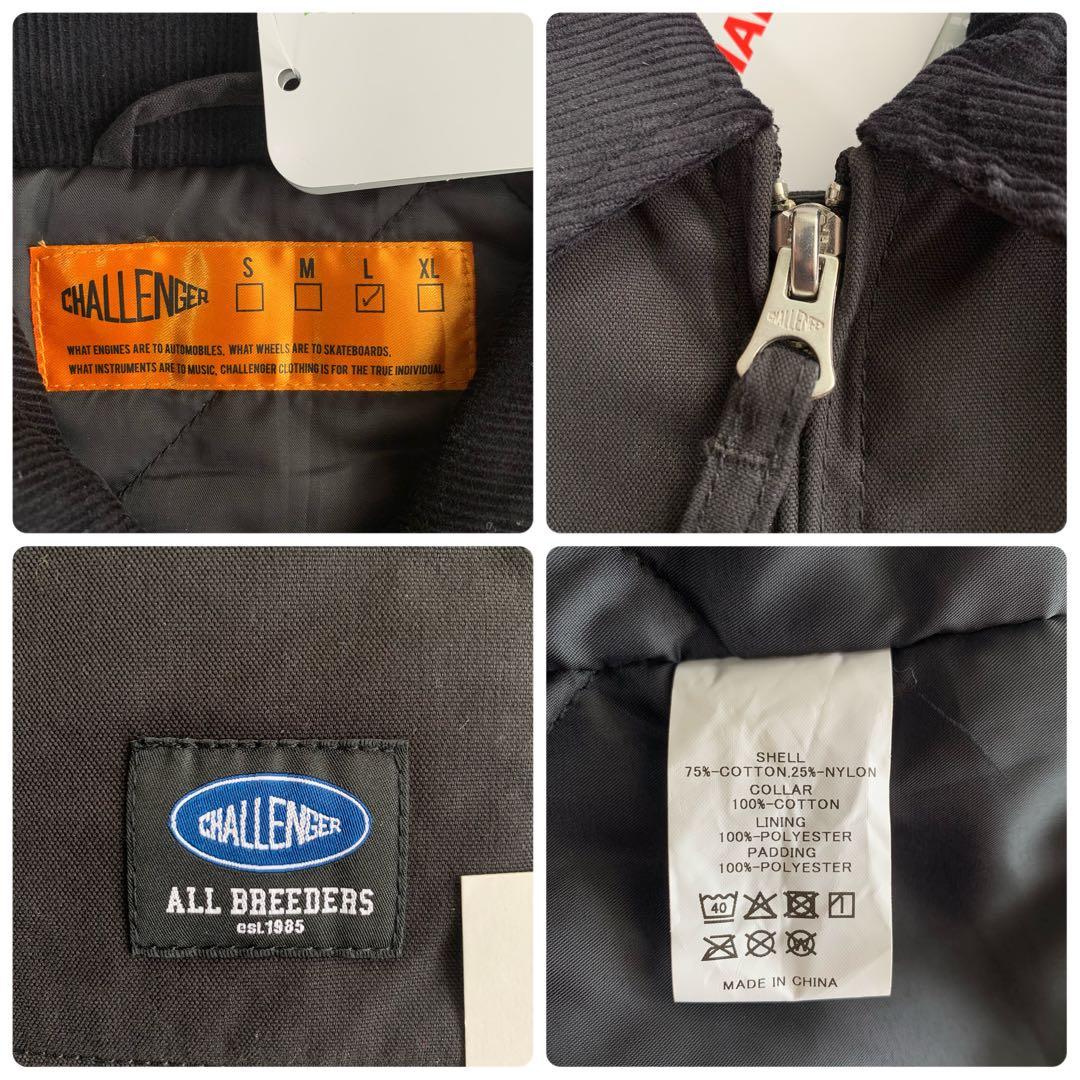 CHALLENGER
S M L XL
WHAT ENGINES ARE TO AUTOMOBILES, WHAT WHEELS ARE TO SKATEBOARDS,
WHAT INSTRUMENTS ARE TO MUSIC, CHALLENGER CLOTHING IS FOR THE TRUE INDIVIDUAL.
CHALLENGER
CHALLENGER
ALL BREEDERS
est.1985
SHELL
75%-COTTON,25%-NYLON
COLLAR
100%-COTTON
LINING
100%-POLYESTER
PADDING
100%-POLYESTER
40
W
MADE IN CHINA